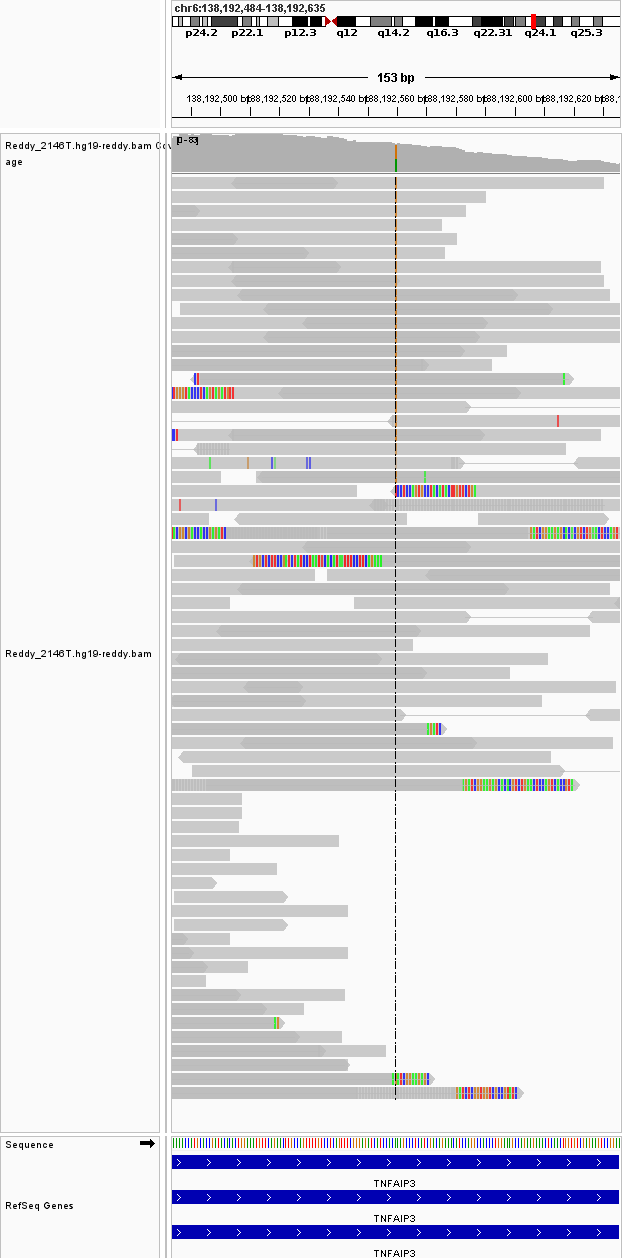 chr6:138,192,484-138,192,635
p24.2 p22.1 p12.3 q12 q14.2 q16.3 q22.31 q24.1 q25.3
153 bp
138,192,500 bp 138,192,520 bp 138,192,540 bp 138,192,560 bp 138,192,580 bp 138,192,600 bp 138,192,620 bp
Reddy_2146T.hg19-reddy.bam Cov
age
[0-83]
Reddy_2146T.hg19-reddy.bam
Sequence
TNFAIP3
RefSeq Genes
TNFAIP3
TNFAIP3